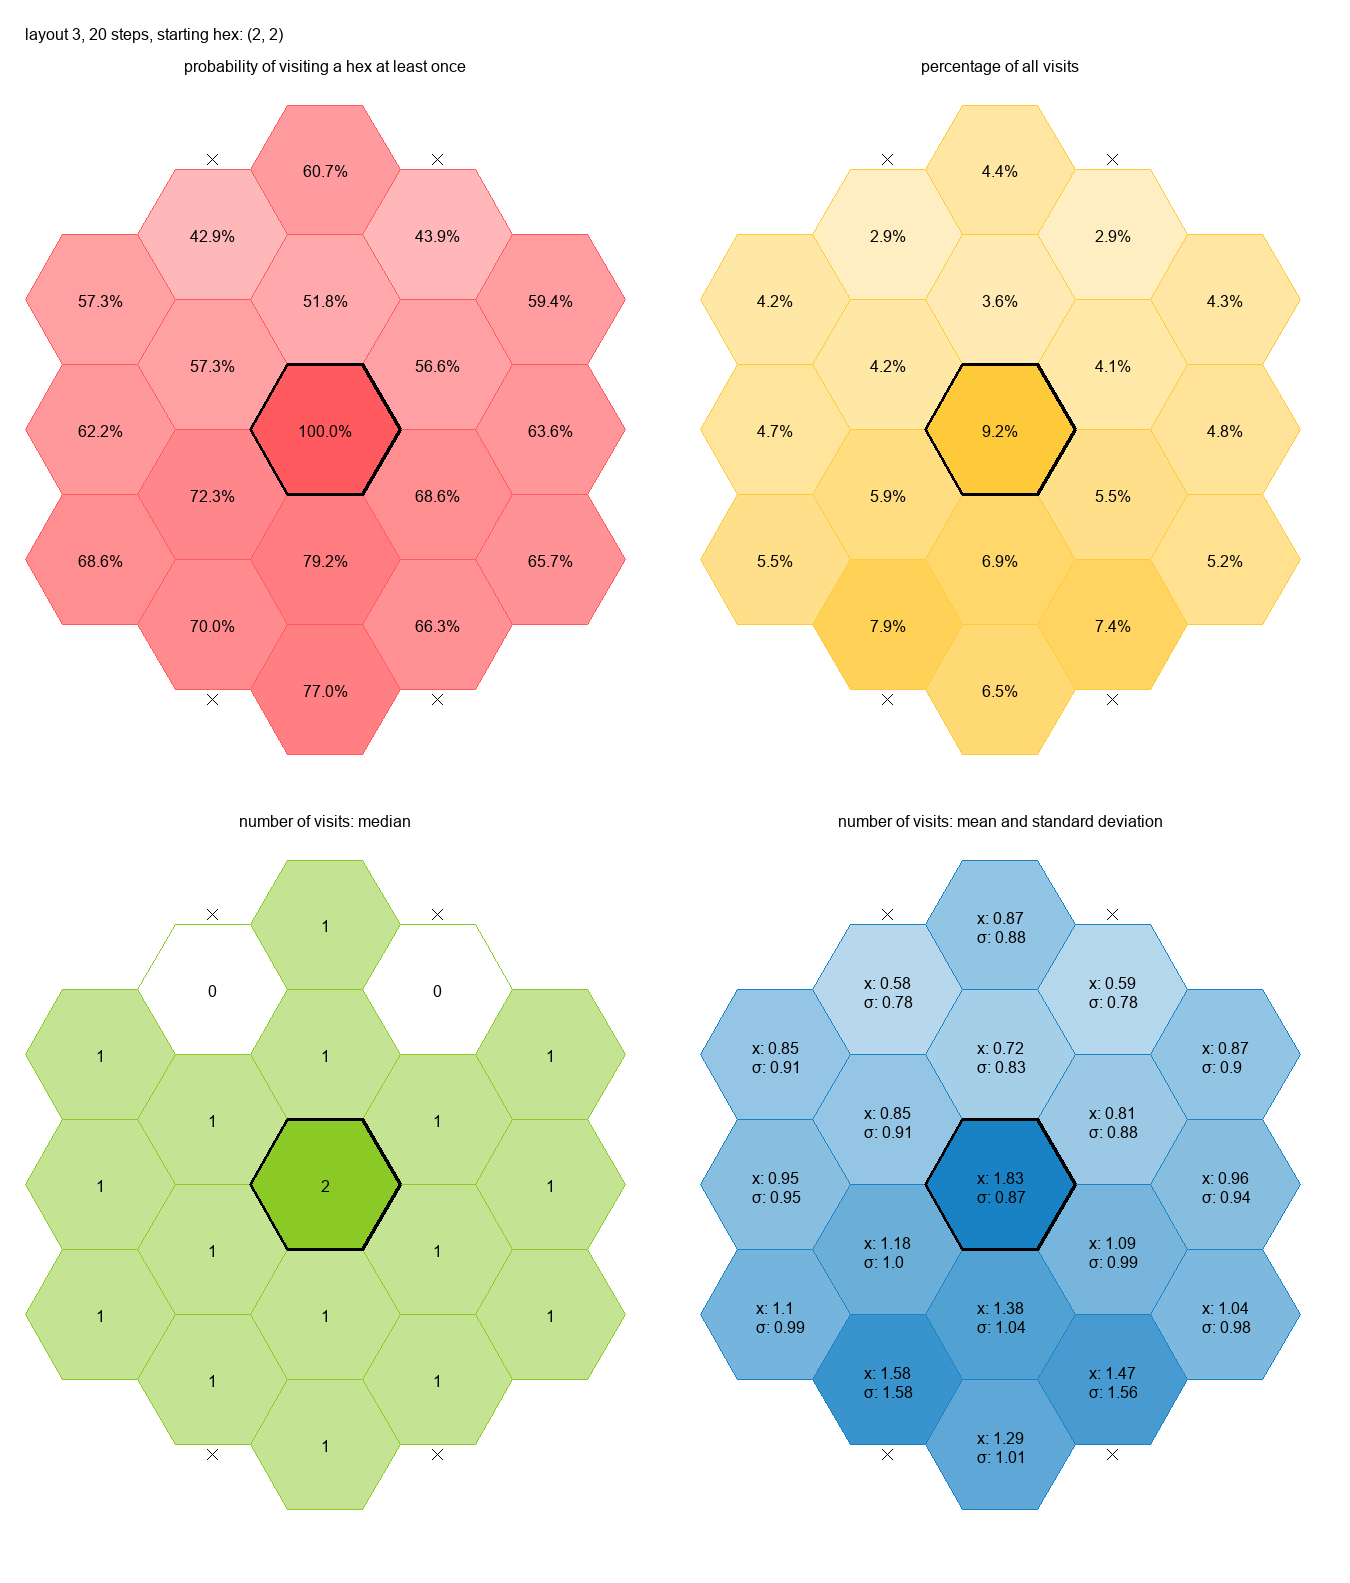 layout 3, 20 steps, starting hex: (2, 2)
probability of visiting a hex at least once
60.7%
42.9%
43.9%
57.3%
51.8%
59.4%
57.3%
56.6%
62.2%
100.0%
63.6%
72.3%
68.6%
68.6%
79.2%
65.7%
70.0%
66.3%
77.0%
percentage of all visits
4.4%
2.9%
2.9%
4.2%
3.6%
4.3%
4.2%
4.1%
4.7%
9.2%
4.8%
5.9%
5.5%
5.5%
6.9%
5.2%
7.9%
7.4%
6.5%
number of visits: median
1
0
0
1
1
1
1
1
1
2
1
1
1
1
1
1
1
1
1
number of visits: mean and standard deviation
x: 0.87
σ: 0.88
x: 0.58
σ: 0.78
x: 0.59
σ: 0.78
x: 0.85
σ: 0.91
x: 0.72
σ: 0.83
x: 0.87
σ: 0.9
x: 0.85
σ: 0.91
x: 0.81
σ: 0.88
x: 0.95
σ: 0.95
x: 1.83
σ: 0.87
x: 0.96
σ: 0.94
x: 1.18
σ: 1.0
x: 1.09
σ: 0.99
x: 1.1
σ: 0.99
x: 1.38
σ: 1.04
x: 1.04
σ: 0.98
x: 1.58
σ: 1.58
x: 1.47
σ: 1.56
x: 1.29
σ: 1.01